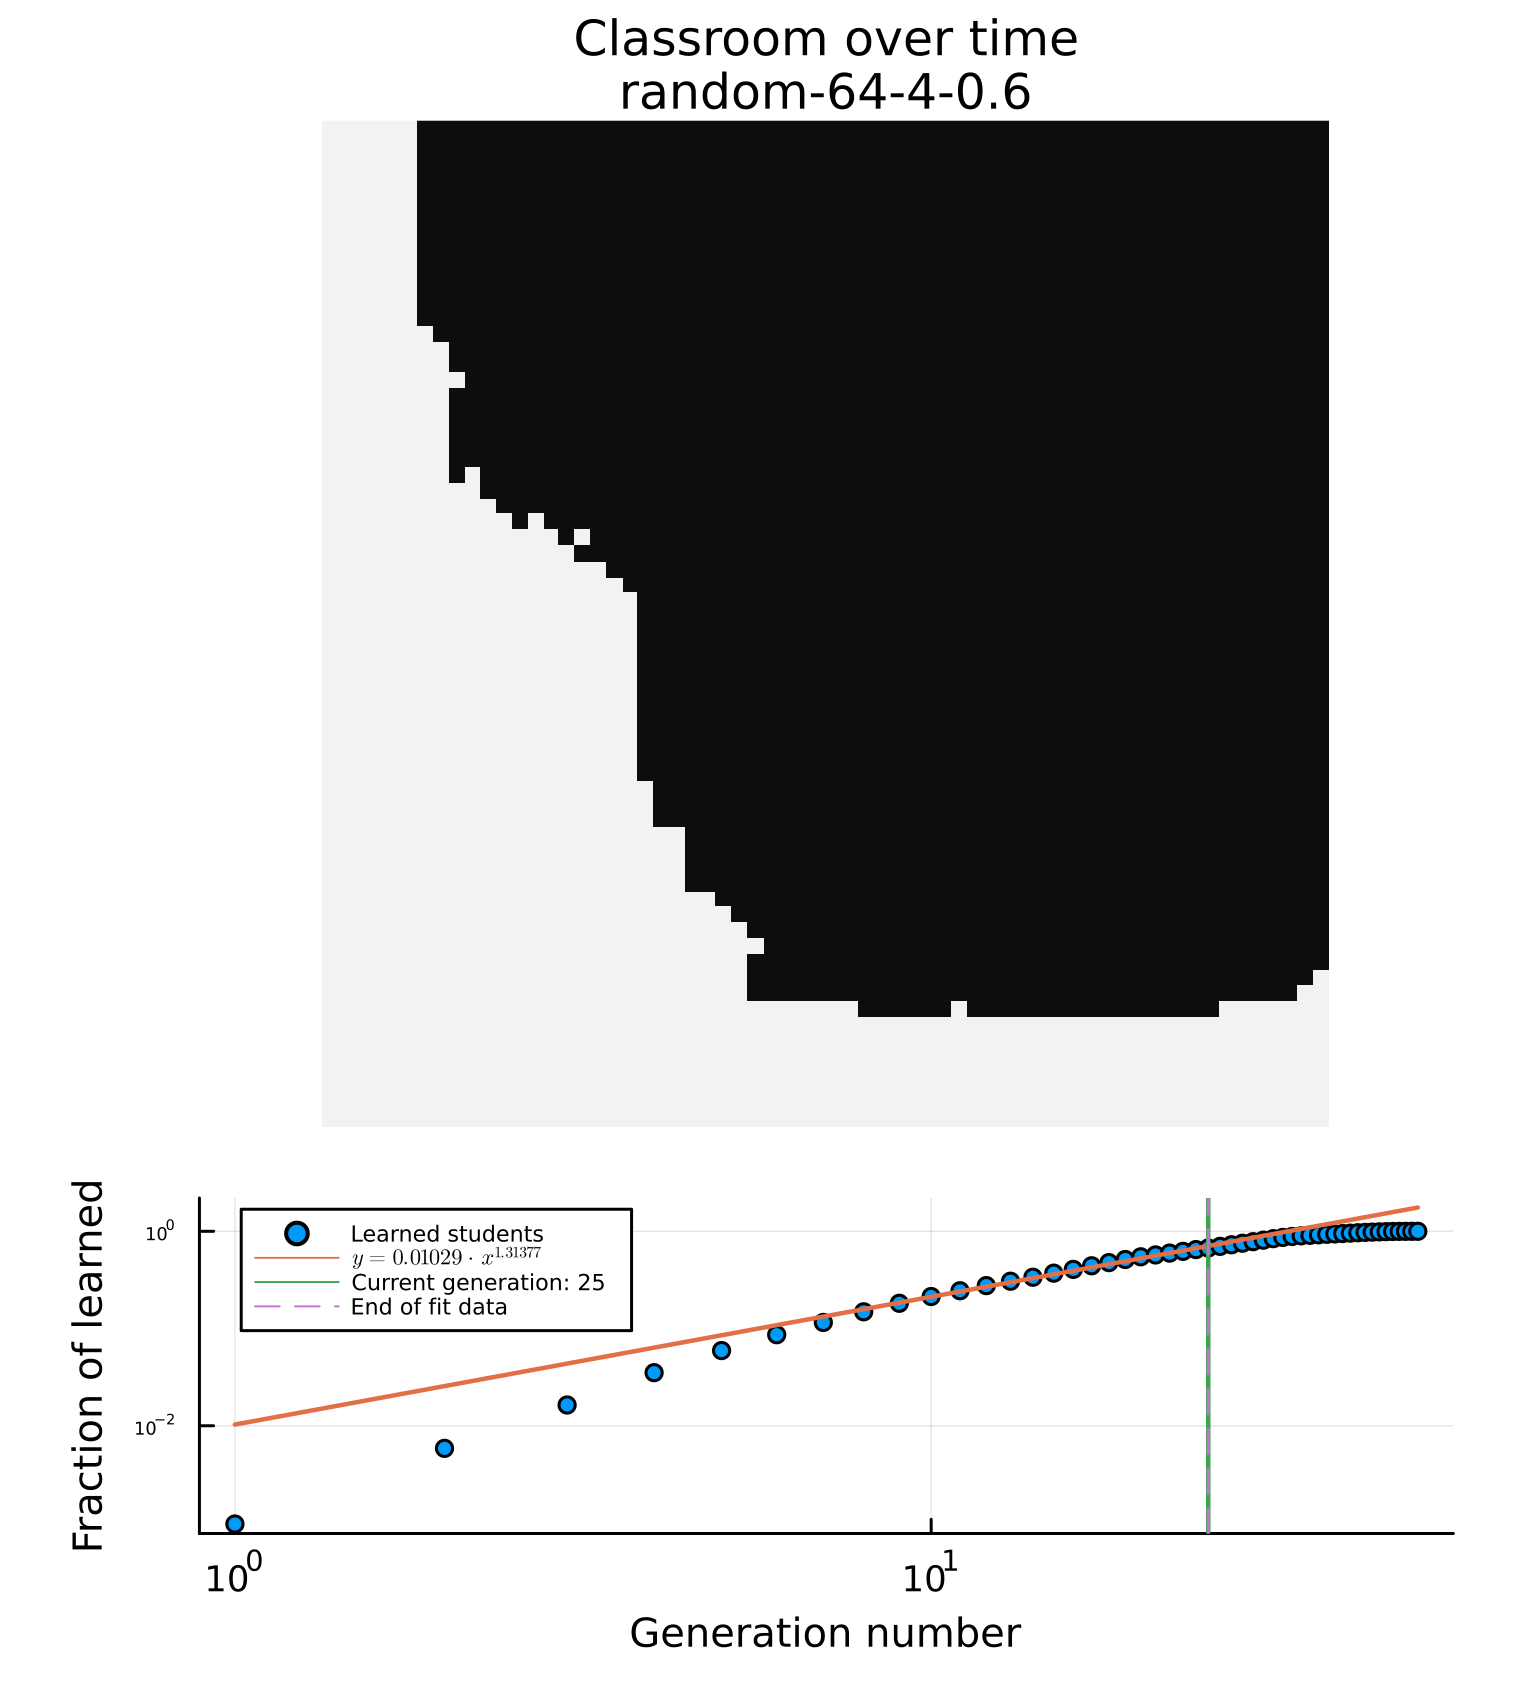 Classroom over time
random-64-4-0.6
Fraction of learned
10^0
10^-2
Learned students
y = 0.01029 · x^1.31377
Current generation: 25
End of fit data
10^0
10^1
Generation number